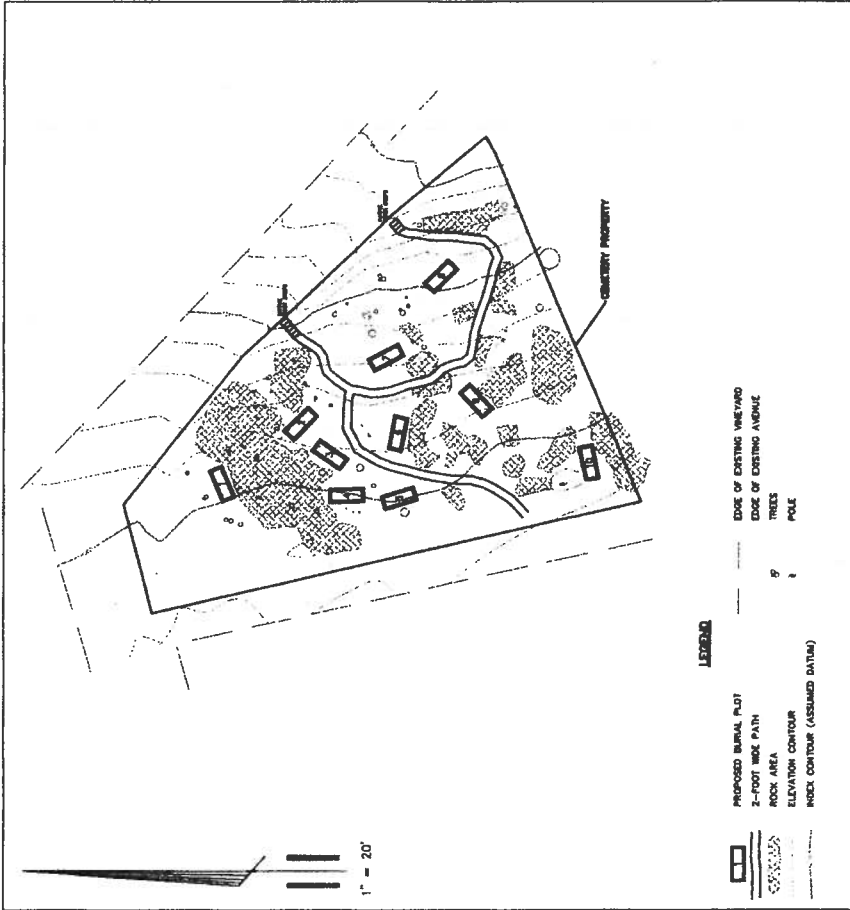 CEMETERY PROPERTY
1" = 20'
LEGEND
PROPOSED BURIAL PLOT
2-FOOT WIDE PATH
ROCK AREA
ELEVATION CONTOUR
INDEX CONTOUR (ASSUMED DATUM)
EDGE OF EXISTING VINEYARD
EDGE OF EXISTING AVENUE
TREES
POLE